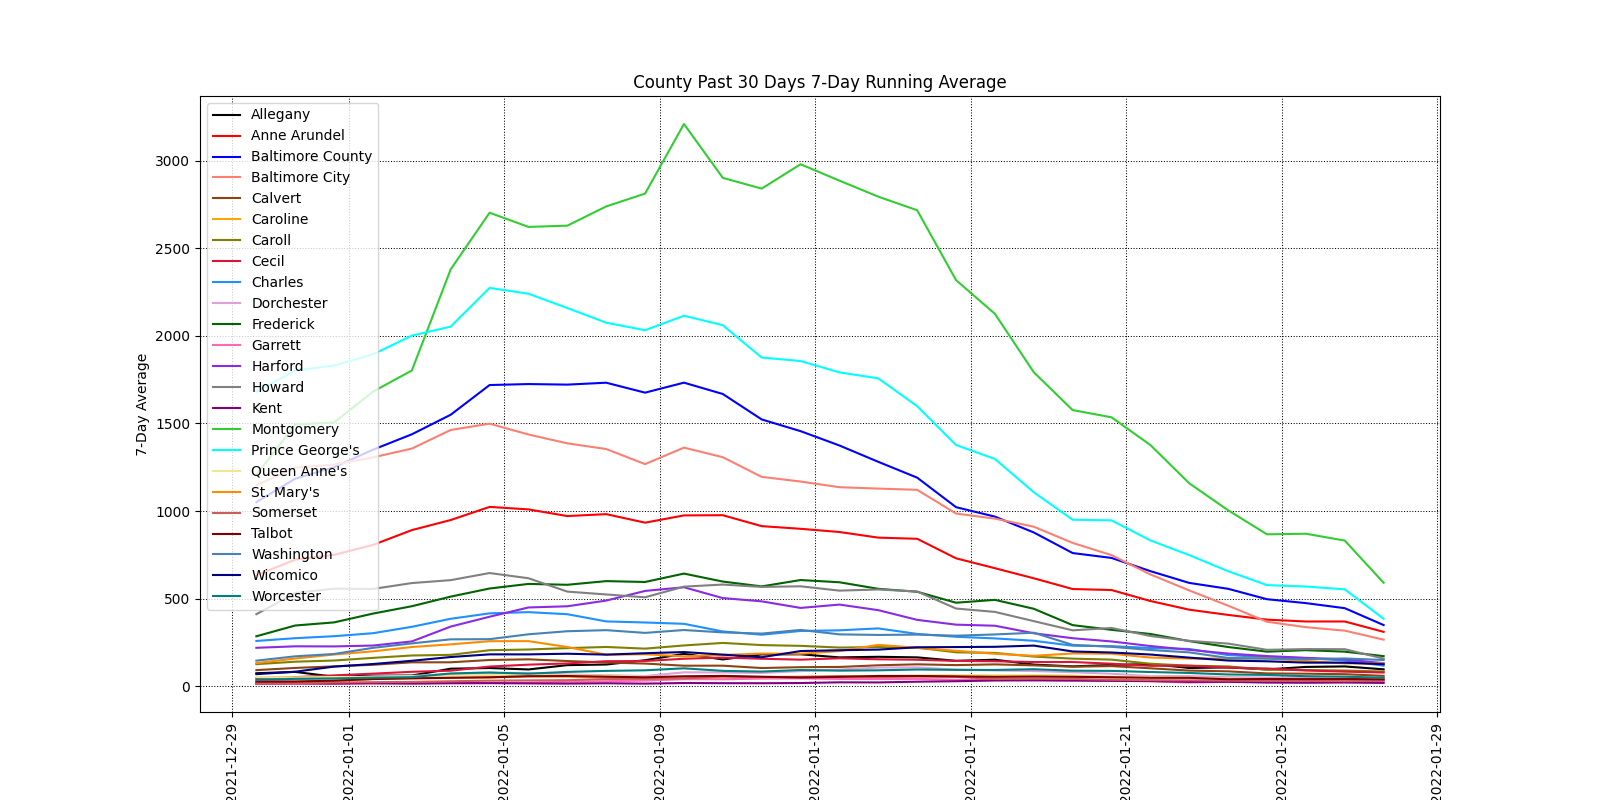 County Past 30 Days 7-Day Running Average
Allegany
Anne Arundel
Baltimore County
Baltimore City
Calvert
Caroline
Caroll
Cecil
Charles
Dorchester
Frederick
Garrett
Harford
Howard
Kent
Montgomery
Prince George's
Queen Anne's
St. Mary's
Somerset
Talbot
Washington
Wicomico
Worcester
7-Day Average
3000
2500
2000
1500
1000
500
0
2021-12-29
2022-01-01
2022-01-05
2022-01-09
2022-01-13
2022-01-17
2022-01-21
2022-01-25
2022-01-29